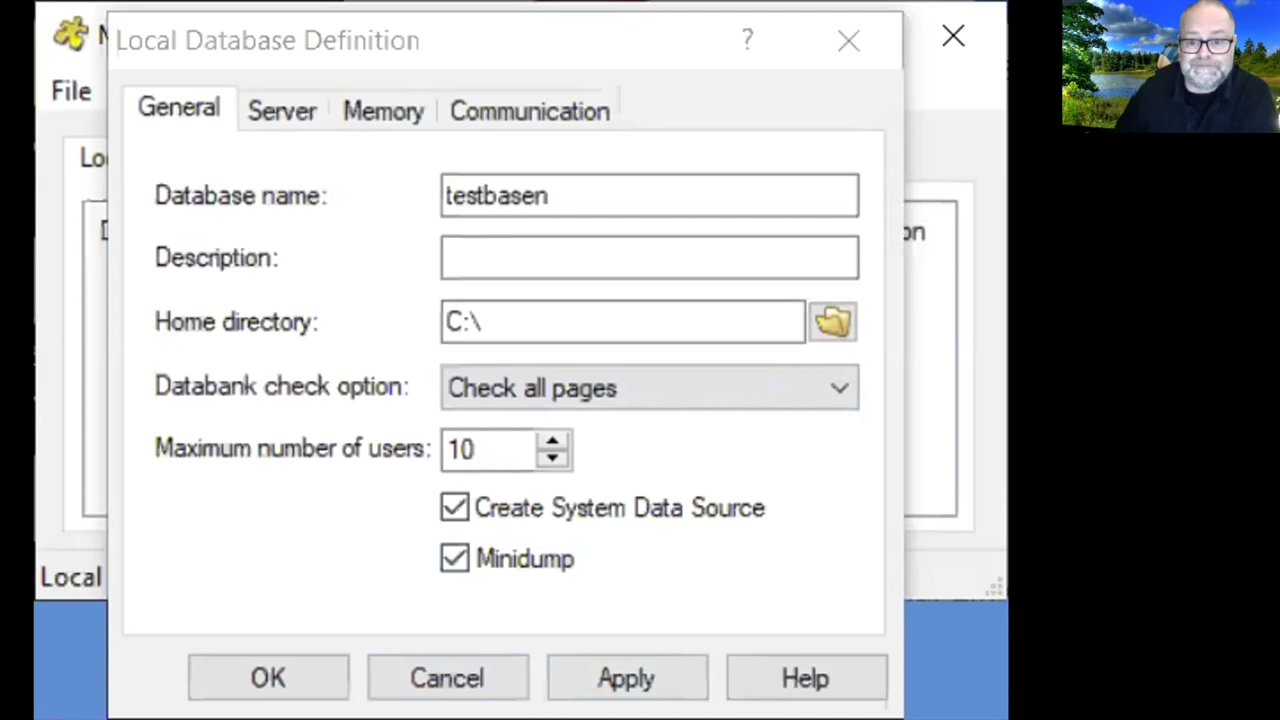 Local Database Definition ?
File
General Server Memory Communication
Database name: testbasen
Description:
Home directory: C:\
Databank check option: Check all pages
Maximum number of users: 10
Create System Data Source
Minidump
Local
OK Cancel Apply Help